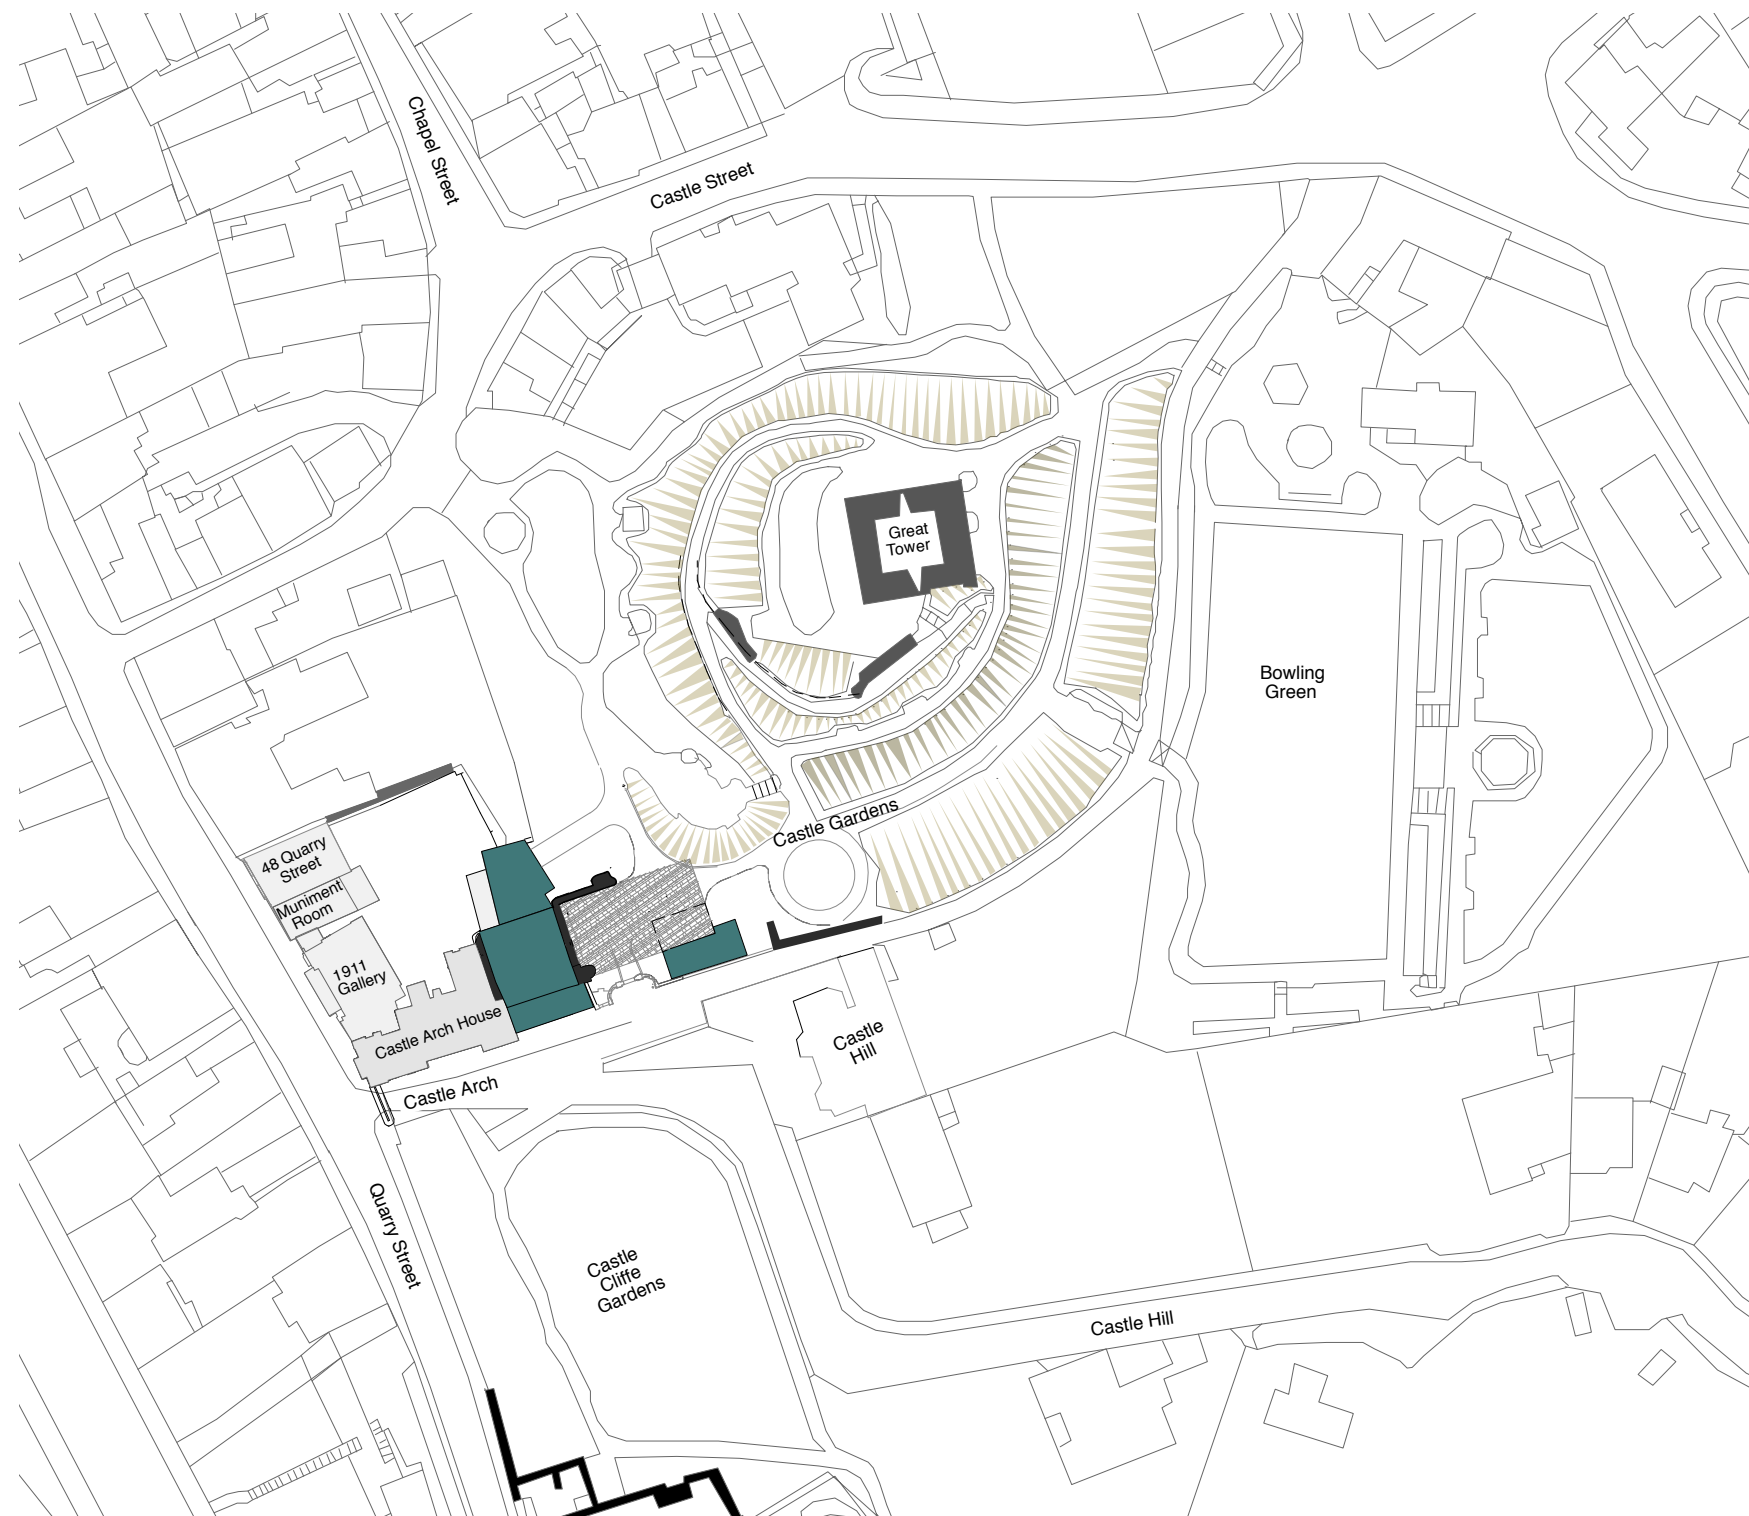 Chapel Street
Castle Street
Great
Tower
Bowling
Green
Castle Gardens
48 Quarry
Street
Muniment
Room
1911
Gallery
Castle Arch House
Castle
Hill
Castle Arch
Quarry Street
Castle
Cliffe
Gardens
Castle Hill